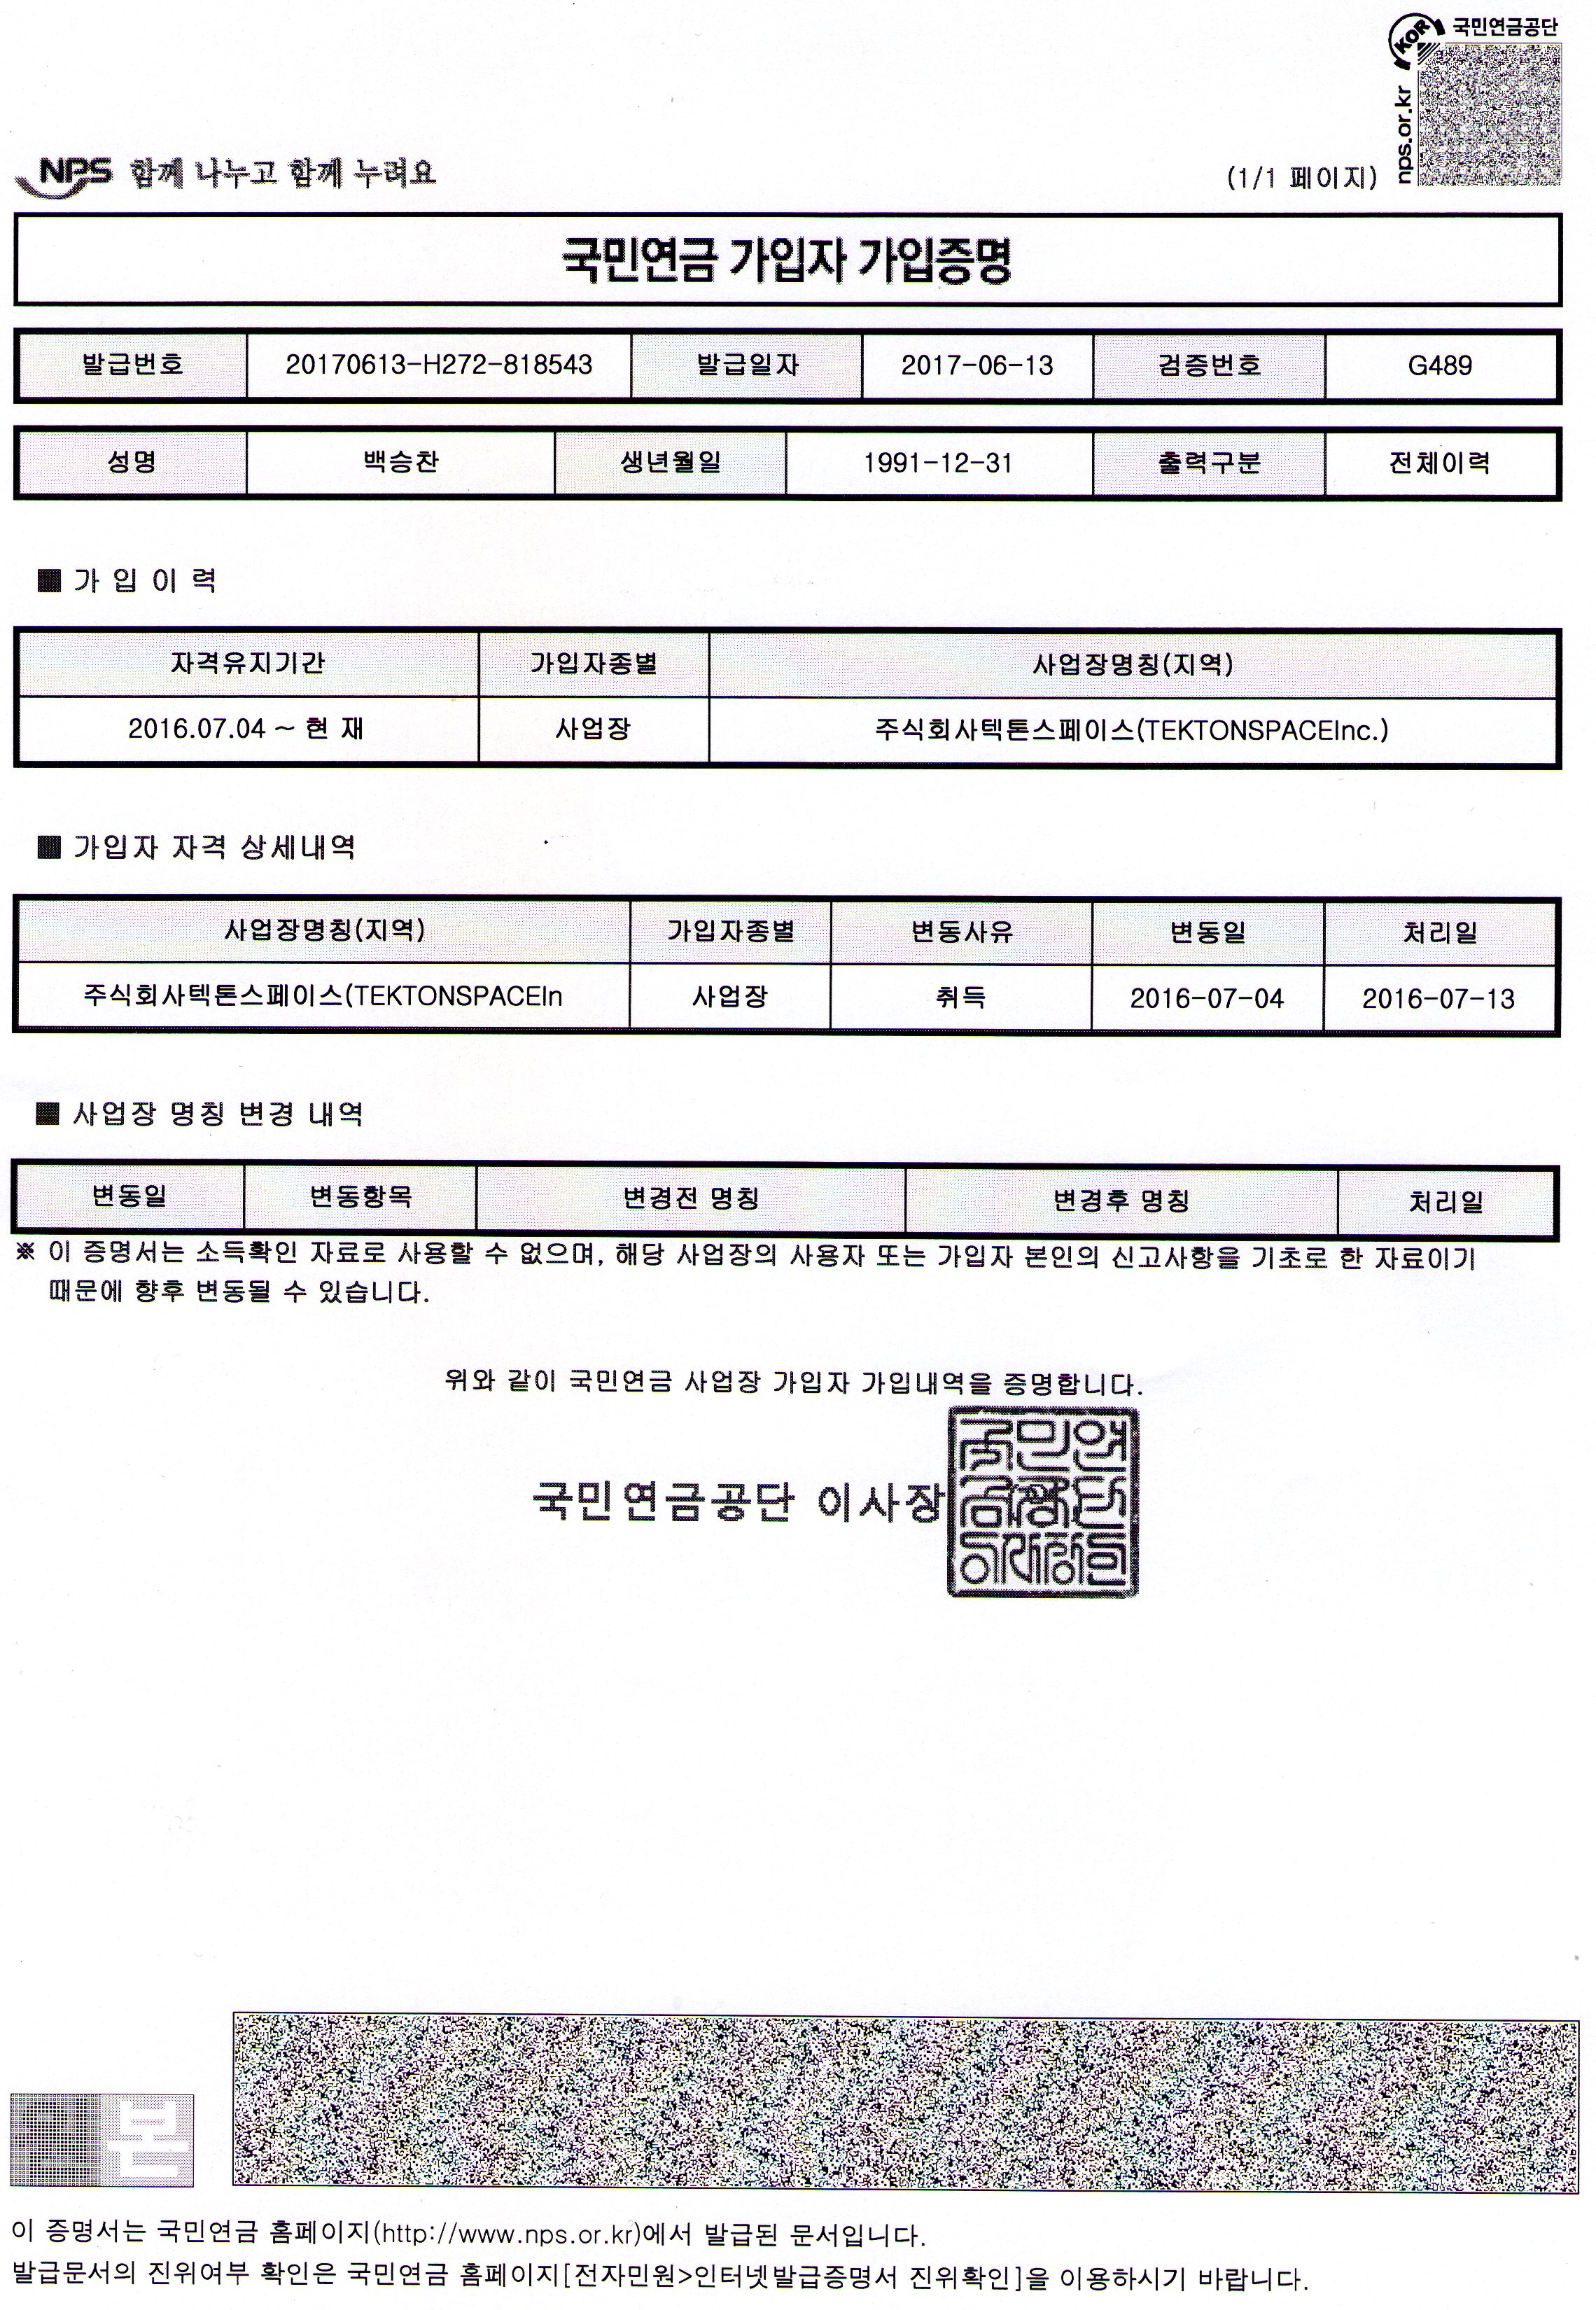 국민연금공단
KOR
nps.or.kr
NPS 함께 나누고 함께 누려요
(1/1 페이지)
국민연금 가입자 가입증명
발급번호 20170613-H272-818543 발급일자 2017-06-13 검증번호 G489
성명 백승찬 생년월일 1991-12-31 출력구분 전체이력
■ 가 입 이 력
자격유지기간 가입자종별 사업장명칭(지역)
2016.07.04 ~ 현 재 사업장 주식회사텍톤스페이스(TEKTONSPACEInc.)
■ 가입자 자격 상세내역
사업장명칭(지역) 가입자종별 변동사유 변동일 처리일
주식회사텍톤스페이스(TEKTONSPACEIn 사업장 취득 2016-07-04 2016-07-13
■ 사업장 명칭 변경 내역
변동일 변동항목 변경전 명칭 변경후 명칭 처리일
※ 이 증명서는 소득확인 자료로 사용할 수 없으며, 해당 사업장의 사용자 또는 가입자 본인의 신고사항을 기초로 한 자료이기
때문에 향후 변동될 수 있습니다.
위와 같이 국민연금 사업장 가입자 가입내역을 증명합니다.
국민연금공단 이사장
본
이 증명서는 국민연금 홈페이지(http://www.nps.or.kr)에서 발급된 문서입니다.
발급문서의 진위여부 확인은 국민연금 홈페이지[전자민원>인터넷발급증명서 진위확인]을 이용하시기 바랍니다.